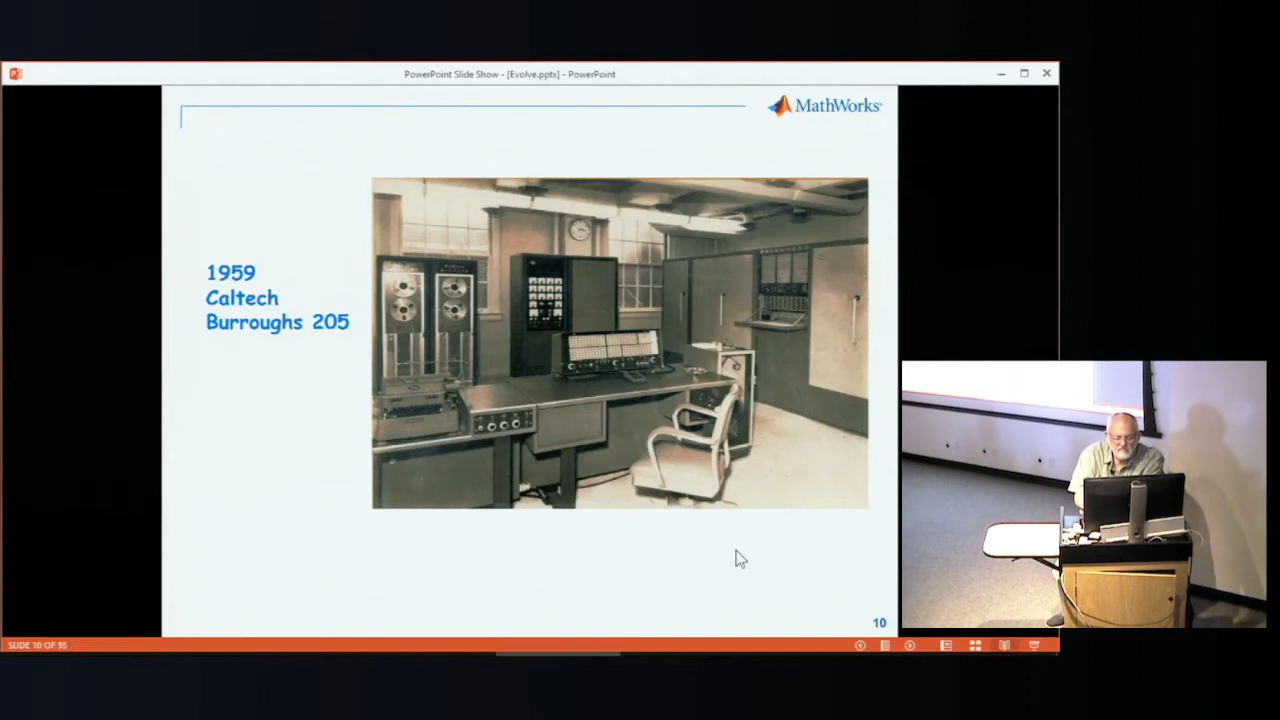 PowerPoint Slide Show - [Evolve.pptx] - PowerPoint
MathWorks
1959
Caltech
Burroughs 205
10
SLIDE 10 OF 95